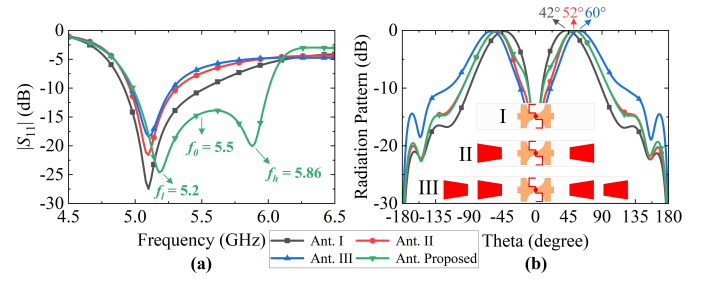 42° 52° 60°
0
-5
-10
-15
-20
-25
-30
|S₁₁| (dB)
f₀ = 5.5
fₗ = 5.2
fₕ = 5.86
4.5 5.0 5.5 6.0 6.5
Frequency (GHz)
(a)
0
-10
-20
-30
Radiation Pattern (dB)
I
II
III
-180 -135 -90 -45 0 45 90 135 180
Theta (degree)
(b)
Ant. I Ant. II
Ant. III Ant. Proposed